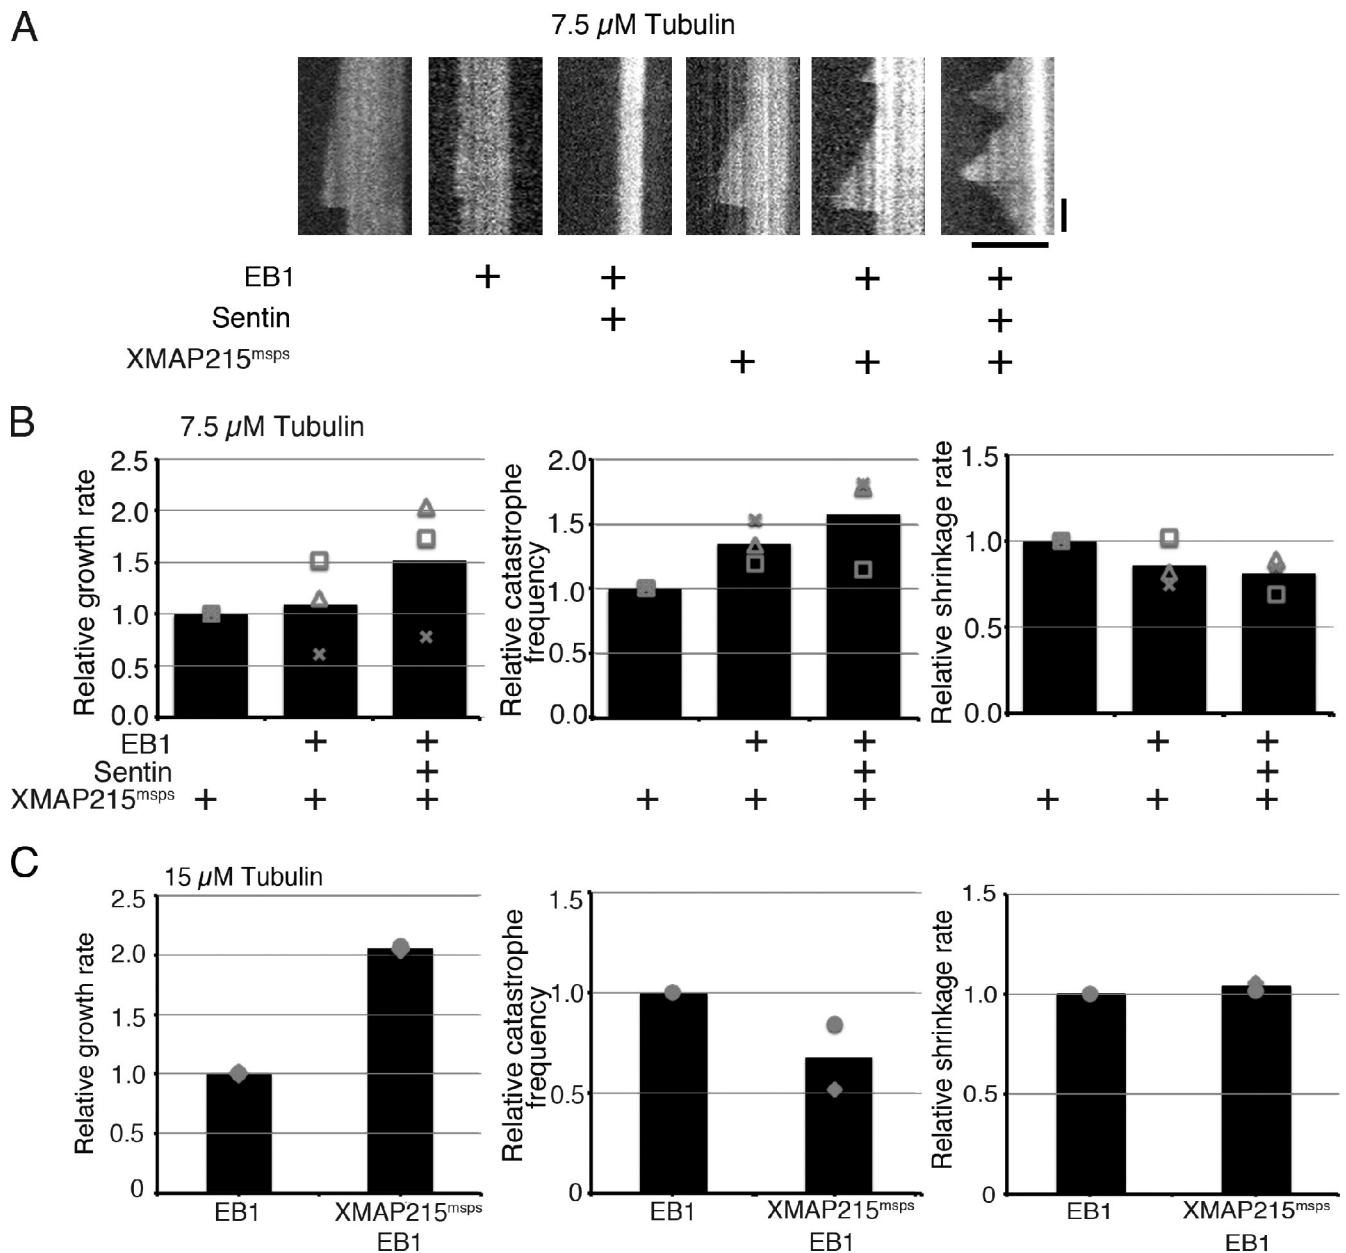 A
7.5 µM Tubulin
EB1 + + + +
Sentin + +
XMAP215msps + + +
B
7.5 µM Tubulin
Relative growth rate
2.5
2.0
1.5
1.0
0.5
0.0
Relative catastrophe
frequency
2.0
1.5
1.0
0.5
0.0
Relative shrinkage rate
1.5
1.0
0.5
0.0
EB1 + + + + + +
Sentin + + +
XMAP215msps + + + + + + + + +
C
15 µM Tubulin
Relative growth rate
2.5
2.0
1.5
1.0
0.5
0
EB1 XMAP215msps
EB1
Relative catastrophe
frequency
1.5
1.0
0.5
0
EB1 XMAP215msps
EB1
Relative shrinkage rate
1.5
1.0
0.5
0
EB1 XMAP215msps
EB1